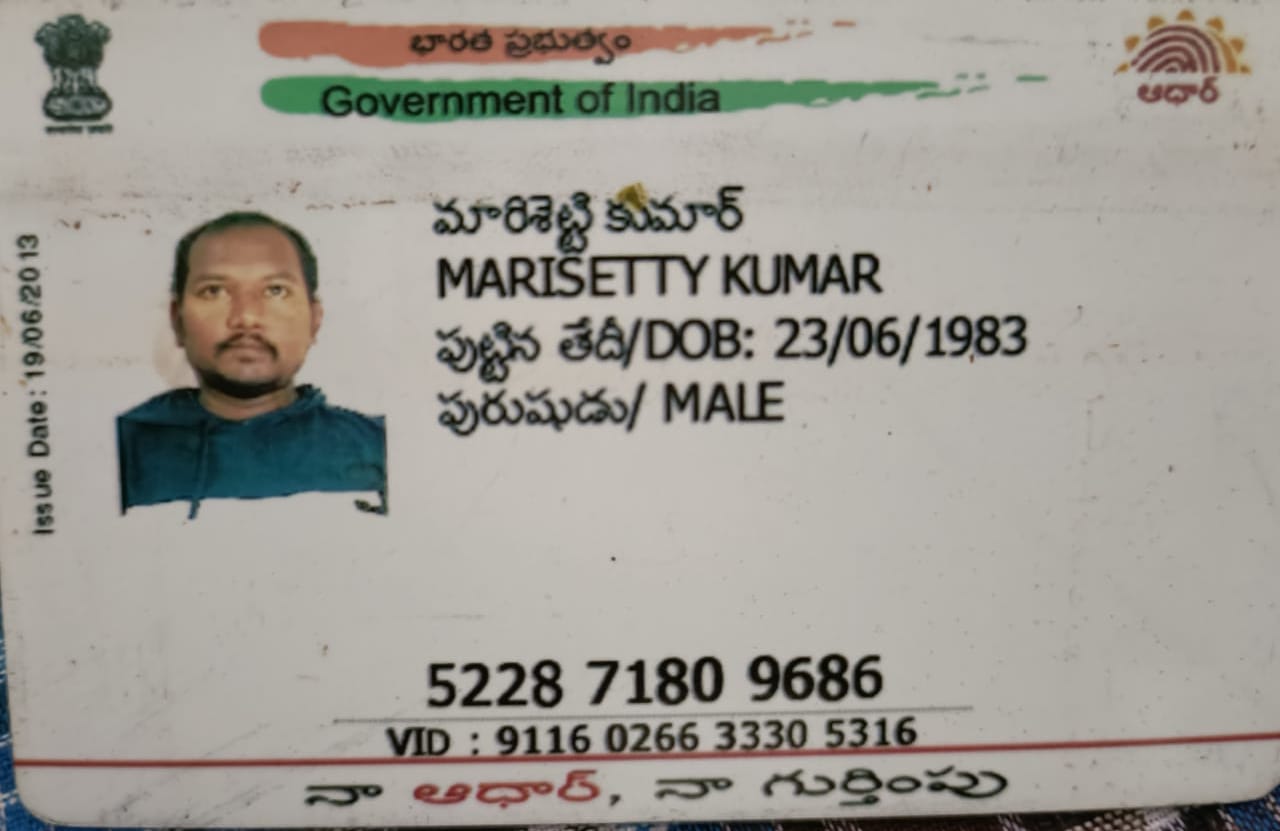 భారత ప్రభుత్వం
Government of India
ఆధార్
Issue Date: 19/06/2013
మారిశెట్టి కుమార్
MARISETTY KUMAR
పుట్టిన తేదీ/DOB: 23/06/1983
పురుషుడు/ MALE
5228 7180 9686
VID : 9116 0266 3330 5316
నా ఆధార్, నా గుర్తింపు